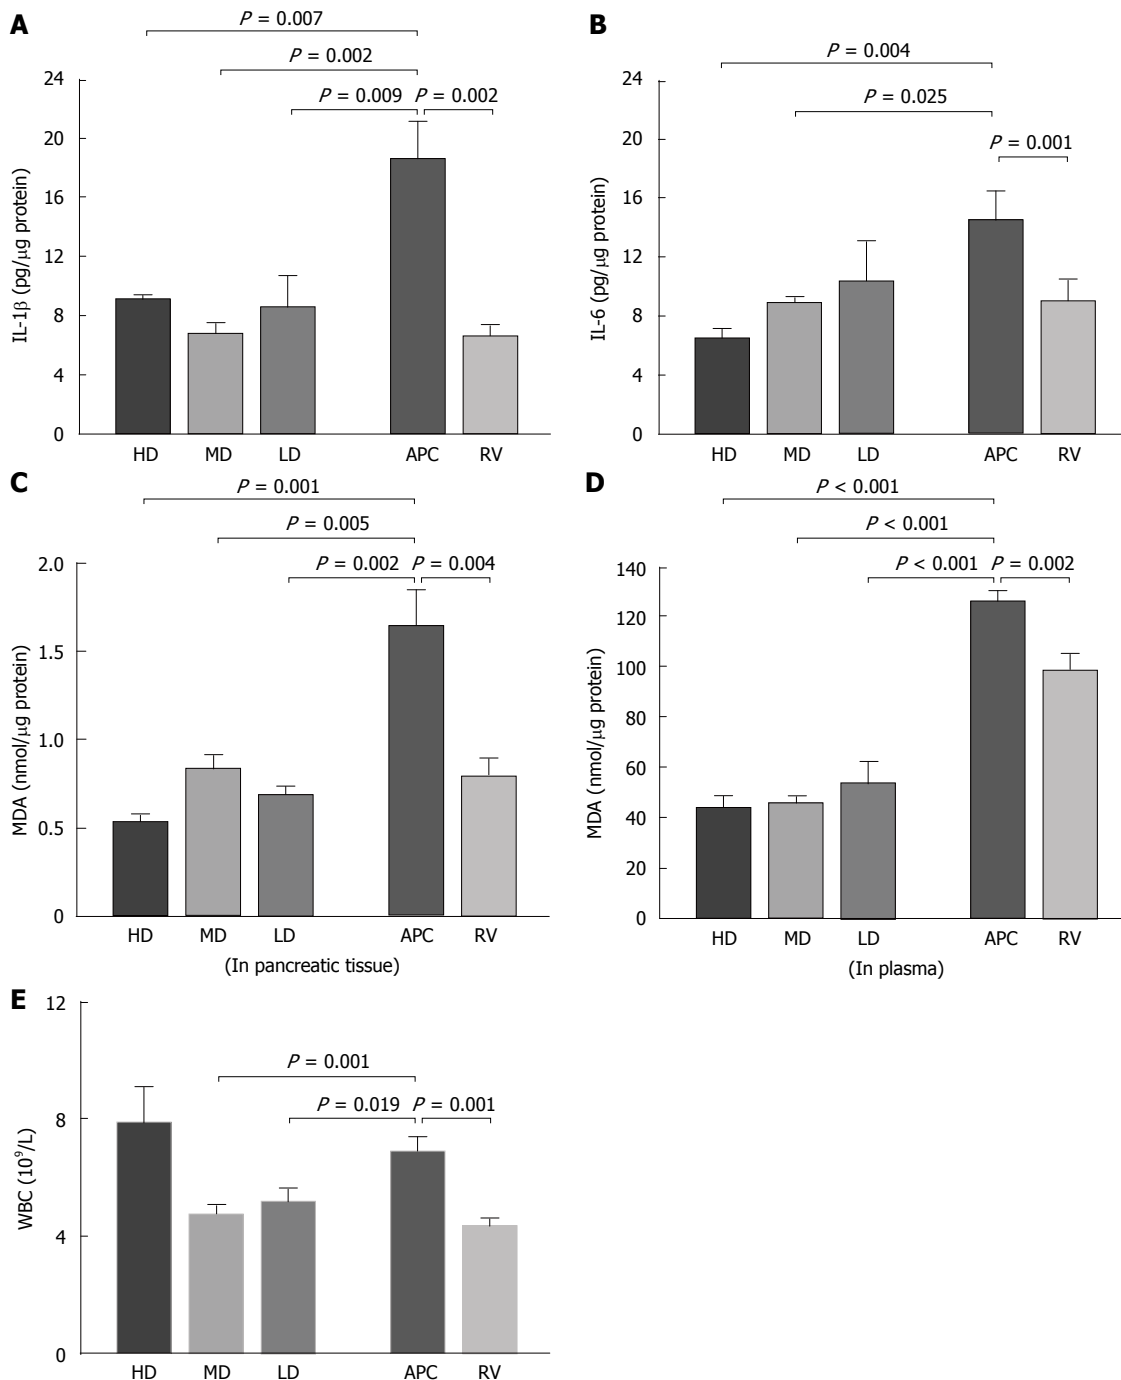 A
P = 0.007
P = 0.002
P = 0.009 P = 0.002
24
20
16
12
8
4
0
IL-1β (pg/μg protein)
HD MD LD APC RV
B
P = 0.004
P = 0.025
P = 0.001
24
20
16
12
8
4
0
IL-6 (pg/μg protein)
HD MD LD APC RV
C
P = 0.001
P = 0.005
P = 0.002 P = 0.004
2.0
1.5
1.0
0.5
0
MDA (nmol/μg protein)
HD MD LD APC RV
(In pancreatic tissue)
D
P < 0.001
P < 0.001
P < 0.001 P = 0.002
140
120
100
80
60
40
20
0
MDA (nmol/μg protein)
HD MD LD APC RV
(In plasma)
E
P = 0.001
P = 0.019 P = 0.001
12
8
4
0
WBC (10⁹/L)
HD MD LD APC RV